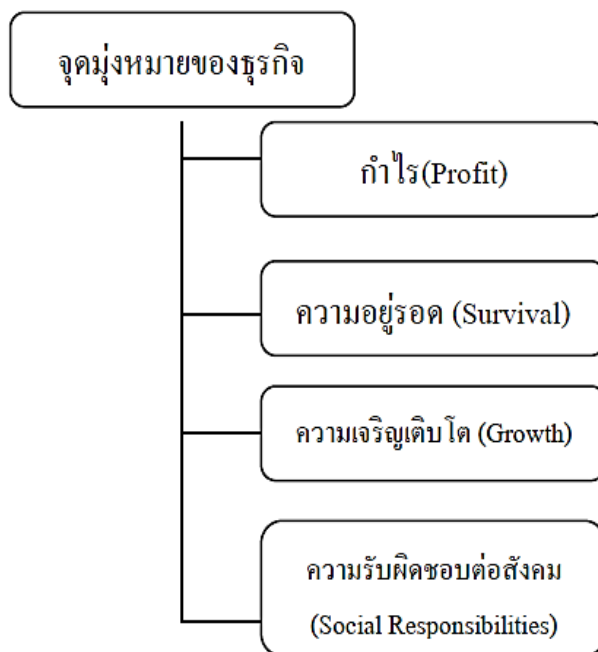 จุดมุ่งหมายของธุรกิจ
กำไร(Profit)
ความอยู่รอด (Survival)
ความเจริญเติบโต (Growth)
ความรับผิดชอบต่อสังคม
(Social Responsibilities)